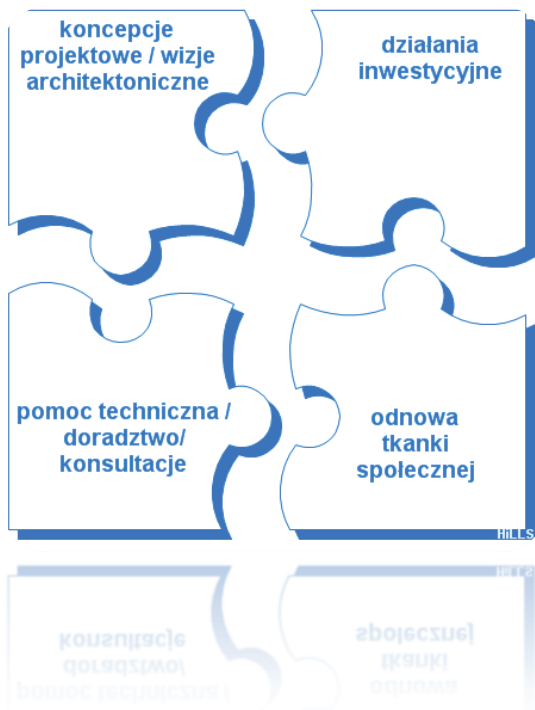 koncepcje
projektowe / wizje
architektoniczne
działania
inwestycyjne
pomoc techniczna /
doradztwo/
konsultacje
odnowa
tkanki
społecznej
HiLLS